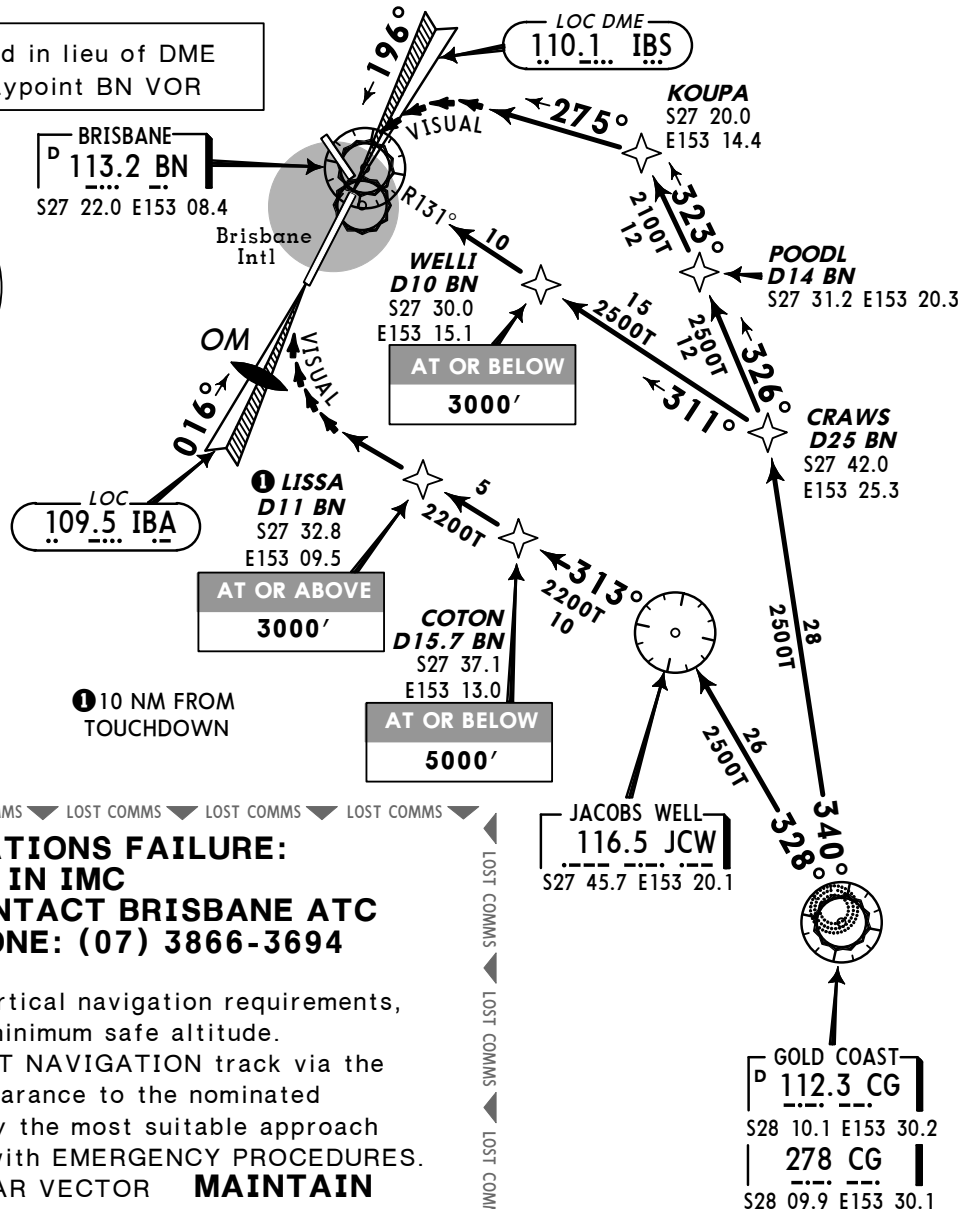 d in lieu of DME
ypoint BN VOR
196°
LOC DME
110.1 IBS
BRISBANE
D 113.2 BN
S27 22.0 E153 08.4
VISUAL
275°
KOUPA
S27 20.0
E153 14.4
Brisbane
Intl
R131°
10
323°
2100T
12
WELLI
D10 BN
S27 30.0
E153 15.1
AT OR BELOW
3000′
POODL
D14 BN
S27 31.2 E153 20.3
15
2500T
311°
326°
2500T
12
CRAWS
D25 BN
S27 42.0
E153 25.3
OM
VISUAL
016°
LOC
109.5 IBA
❶ LISSA
D11 BN
S27 32.8
E153 09.5
AT OR ABOVE
3000′
5
2200T
COTON
D15.7 BN
S27 37.1
E153 13.0
AT OR BELOW
5000′
313°
2200T
10
❶ 10 NM FROM
TOUCHDOWN
JACOBS WELL
116.5 JCW
S27 45.7 E153 20.1
28
2500T
26
2500T
340°
328°
GOLD COAST
D 112.3 CG
S28 10.1 E153 30.2
278 CG
S28 09.9 E153 30.1
MMS LOST COMMS LOST COMMS LOST COMMS
LOST COMMS LOST COMMS LOST COMM
ATIONS FAILURE:
IN IMC
NTACT BRISBANE ATC
ONE: (07) 3866-3694
rtical navigation requirements,
minimum safe altitude.
T NAVIGATION track via the
arance to the nominated
y the most suitable approach
with EMERGENCY PROCEDURES.
AR VECTOR MAINTAIN